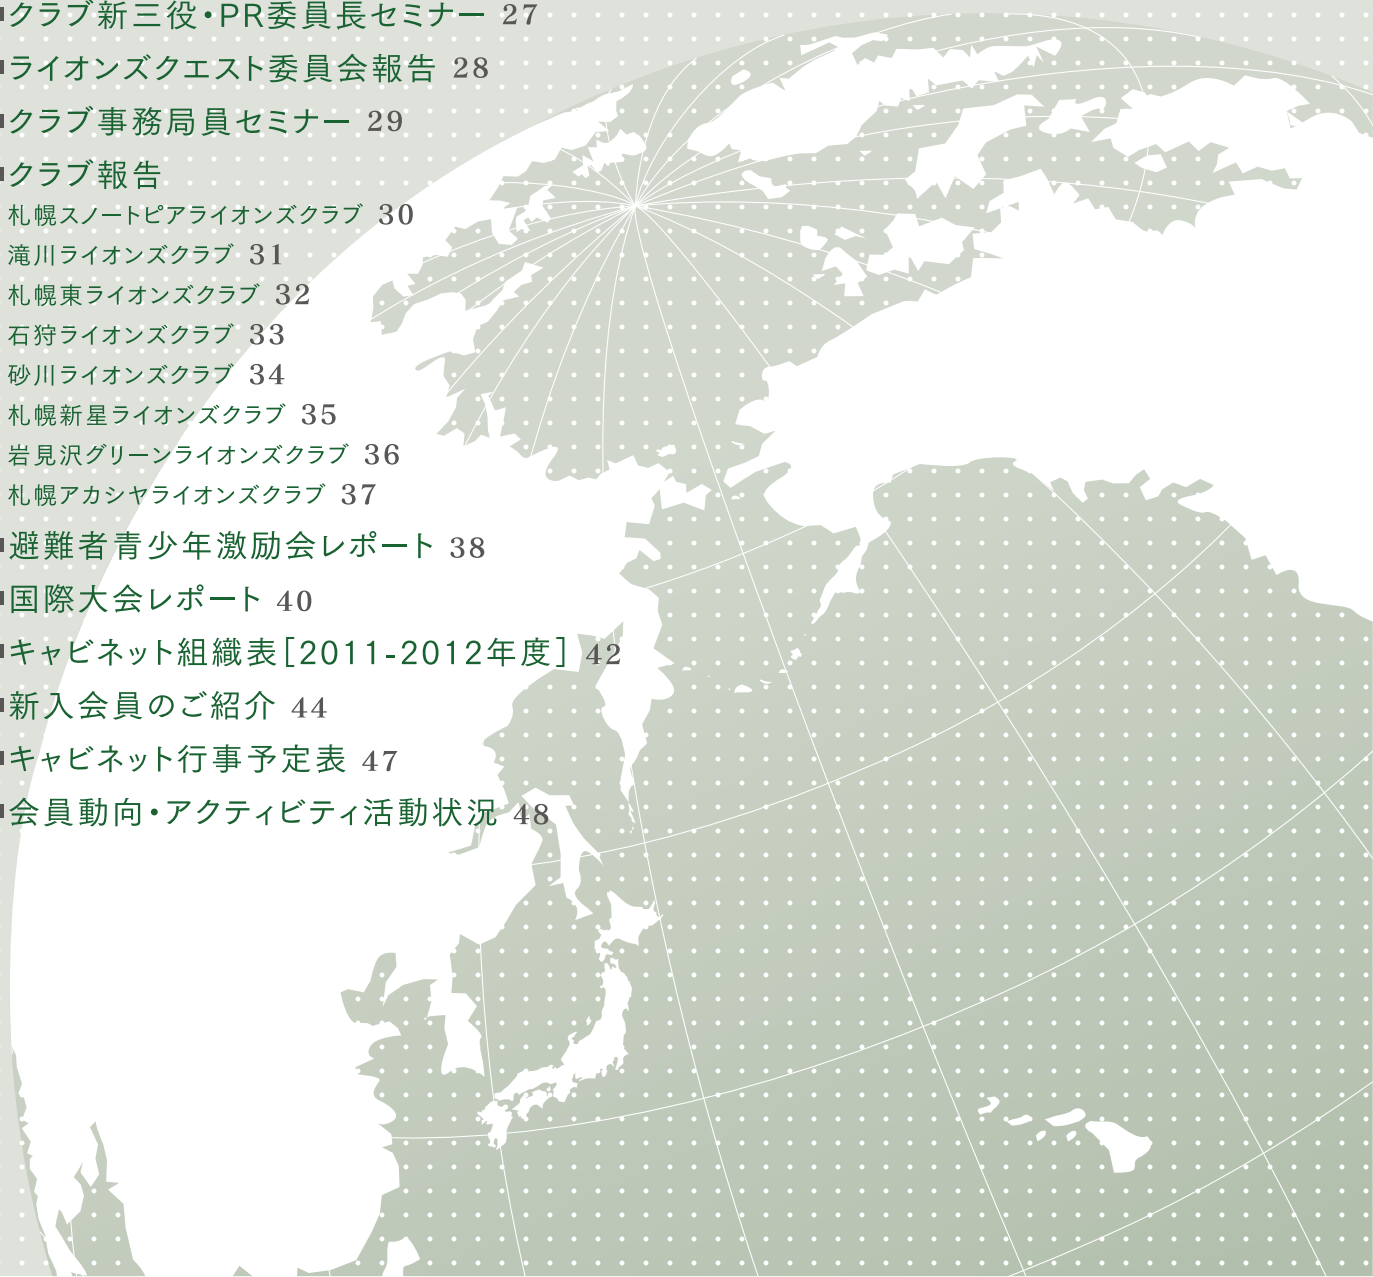 クラブ新三役・PR委員長セミナー 27
ライオンズクエスト委員会報告 28
クラブ事務局員セミナー 29
クラブ報告
札幌スノートピアライオンズクラブ 30
滝川ライオンズクラブ 31
札幌東ライオンズクラブ 32
石狩ライオンズクラブ 33
砂川ライオンズクラブ 34
札幌新星ライオンズクラブ 35
岩見沢グリーンライオンズクラブ 36
札幌アカシヤライオンズクラブ 37
避難者青少年激励会レポート 38
国際大会レポート 40
キャビネット組織表［2011-2012年度］ 42
新入会員のご紹介 44
キャビネット行事予定表 47
会員動向・アクティビティ活動状況 48